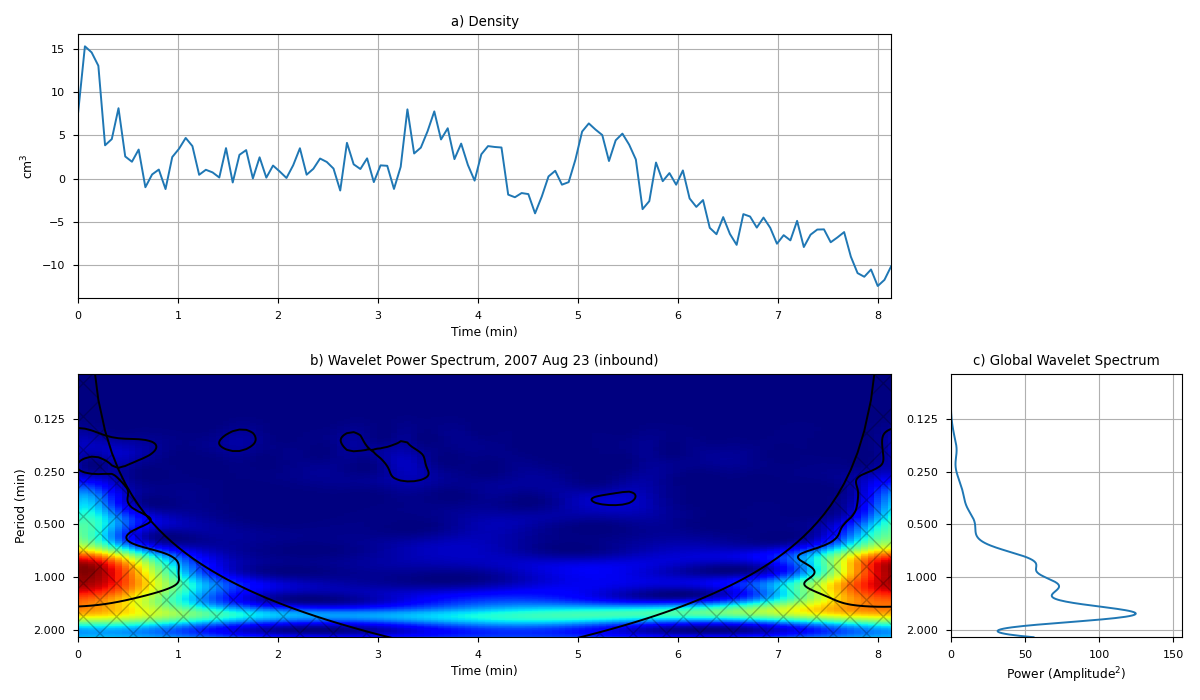 a) Density
15
10
5
0
−5
−10
cm³
0 1 2 3 4 5 6 7 8
Time (min)
b) Wavelet Power Spectrum, 2007 Aug 23 (inbound)
0.125
0.250
0.500
1.000
2.000
Period (min)
0 1 2 3 4 5 6 7 8
Time (min)
c) Global Wavelet Spectrum
0.125
0.250
0.500
1.000
2.000
0 50 100 150
Power (Amplitude²)